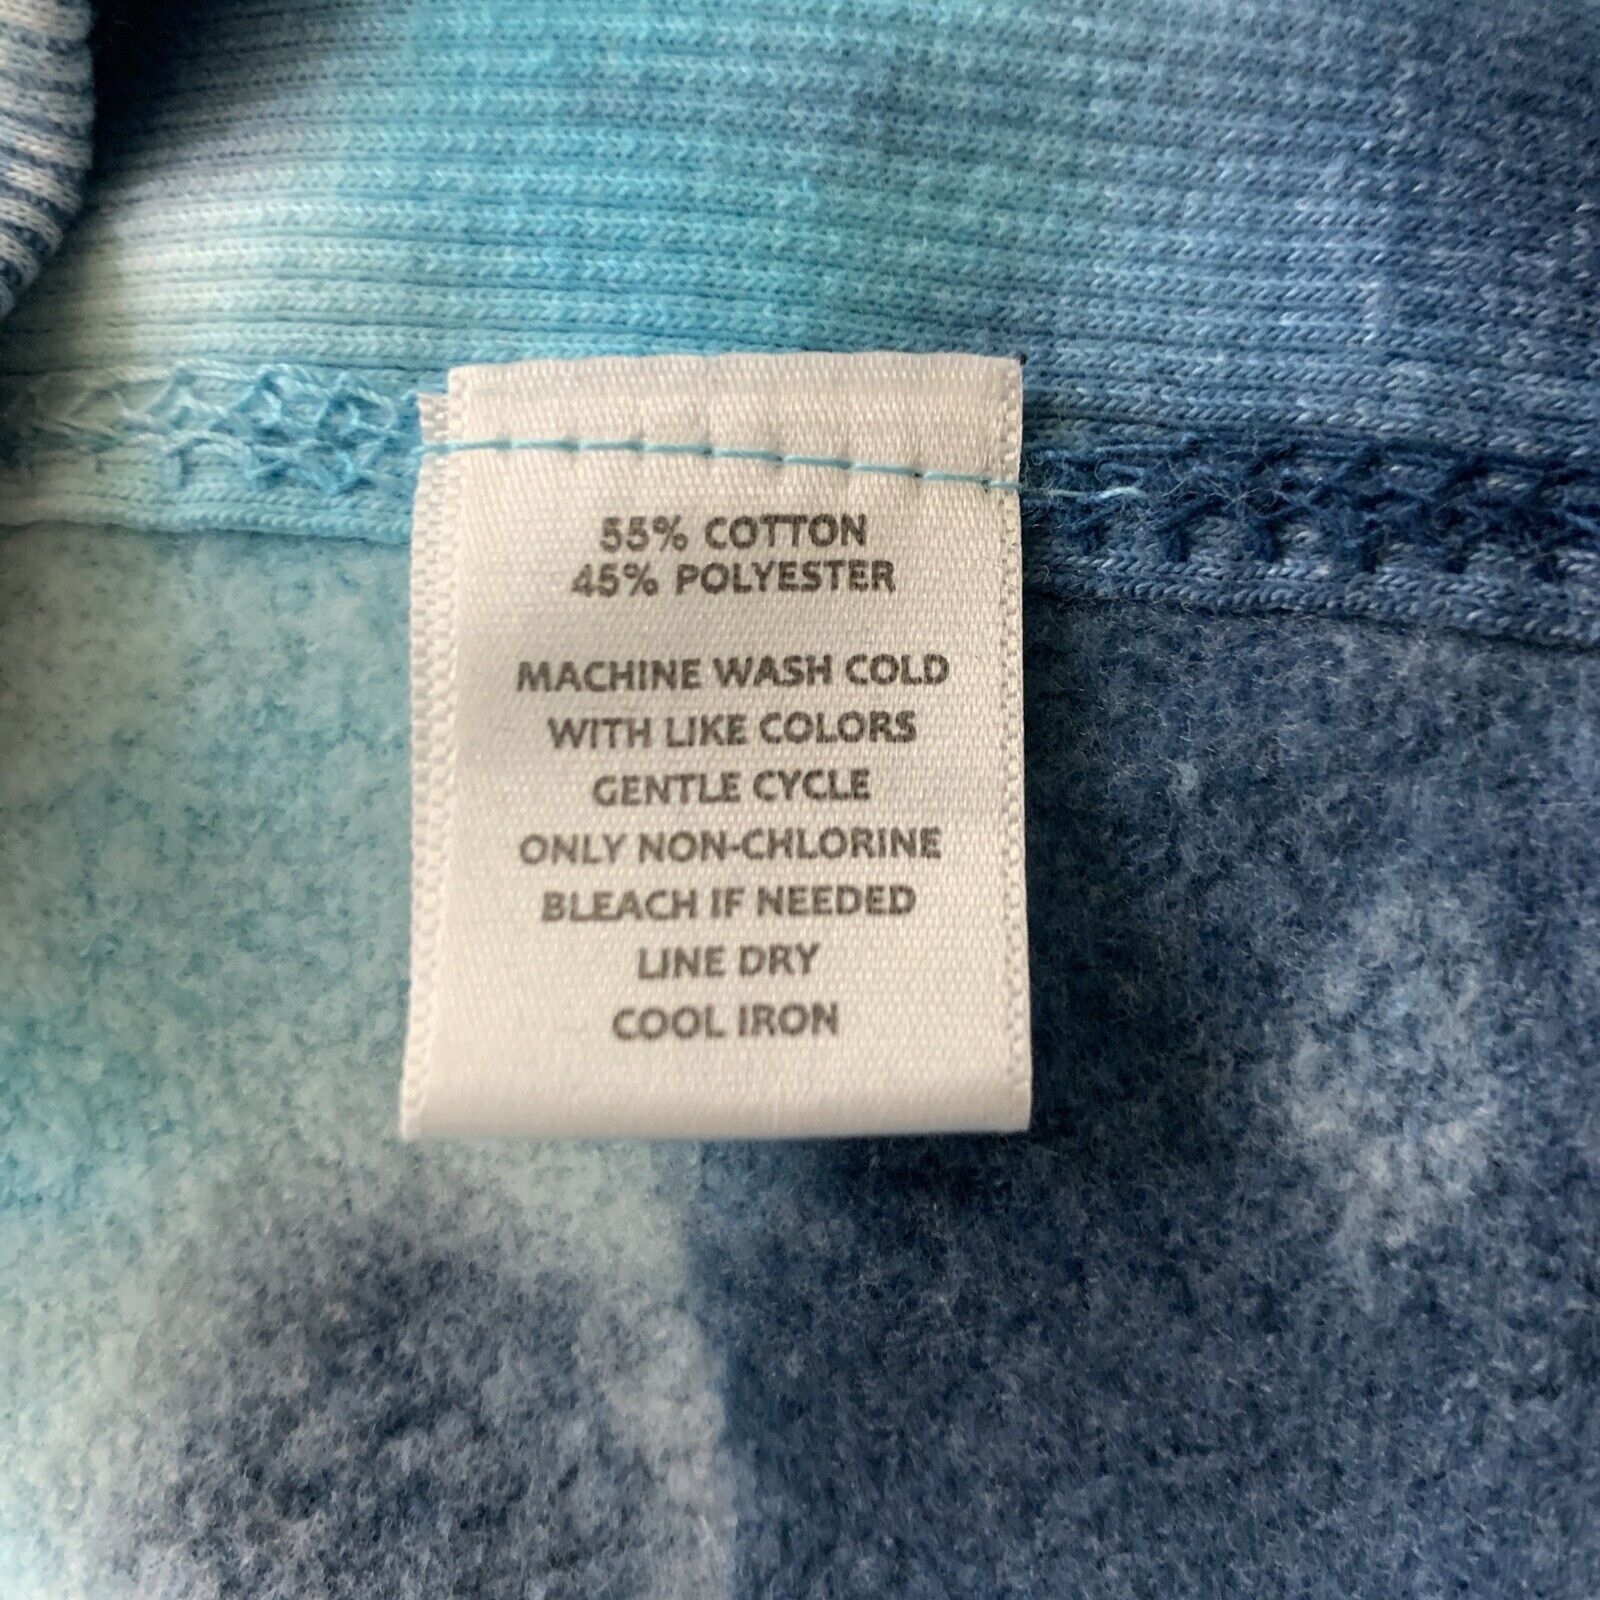 55% COTTON
45% POLYESTER
MACHINE WASH COLD
WITH LIKE COLORS
GENTLE CYCLE
ONLY NON-CHLORINE
BLEACH IF NEEDED
LINE DRY
COOL IRON